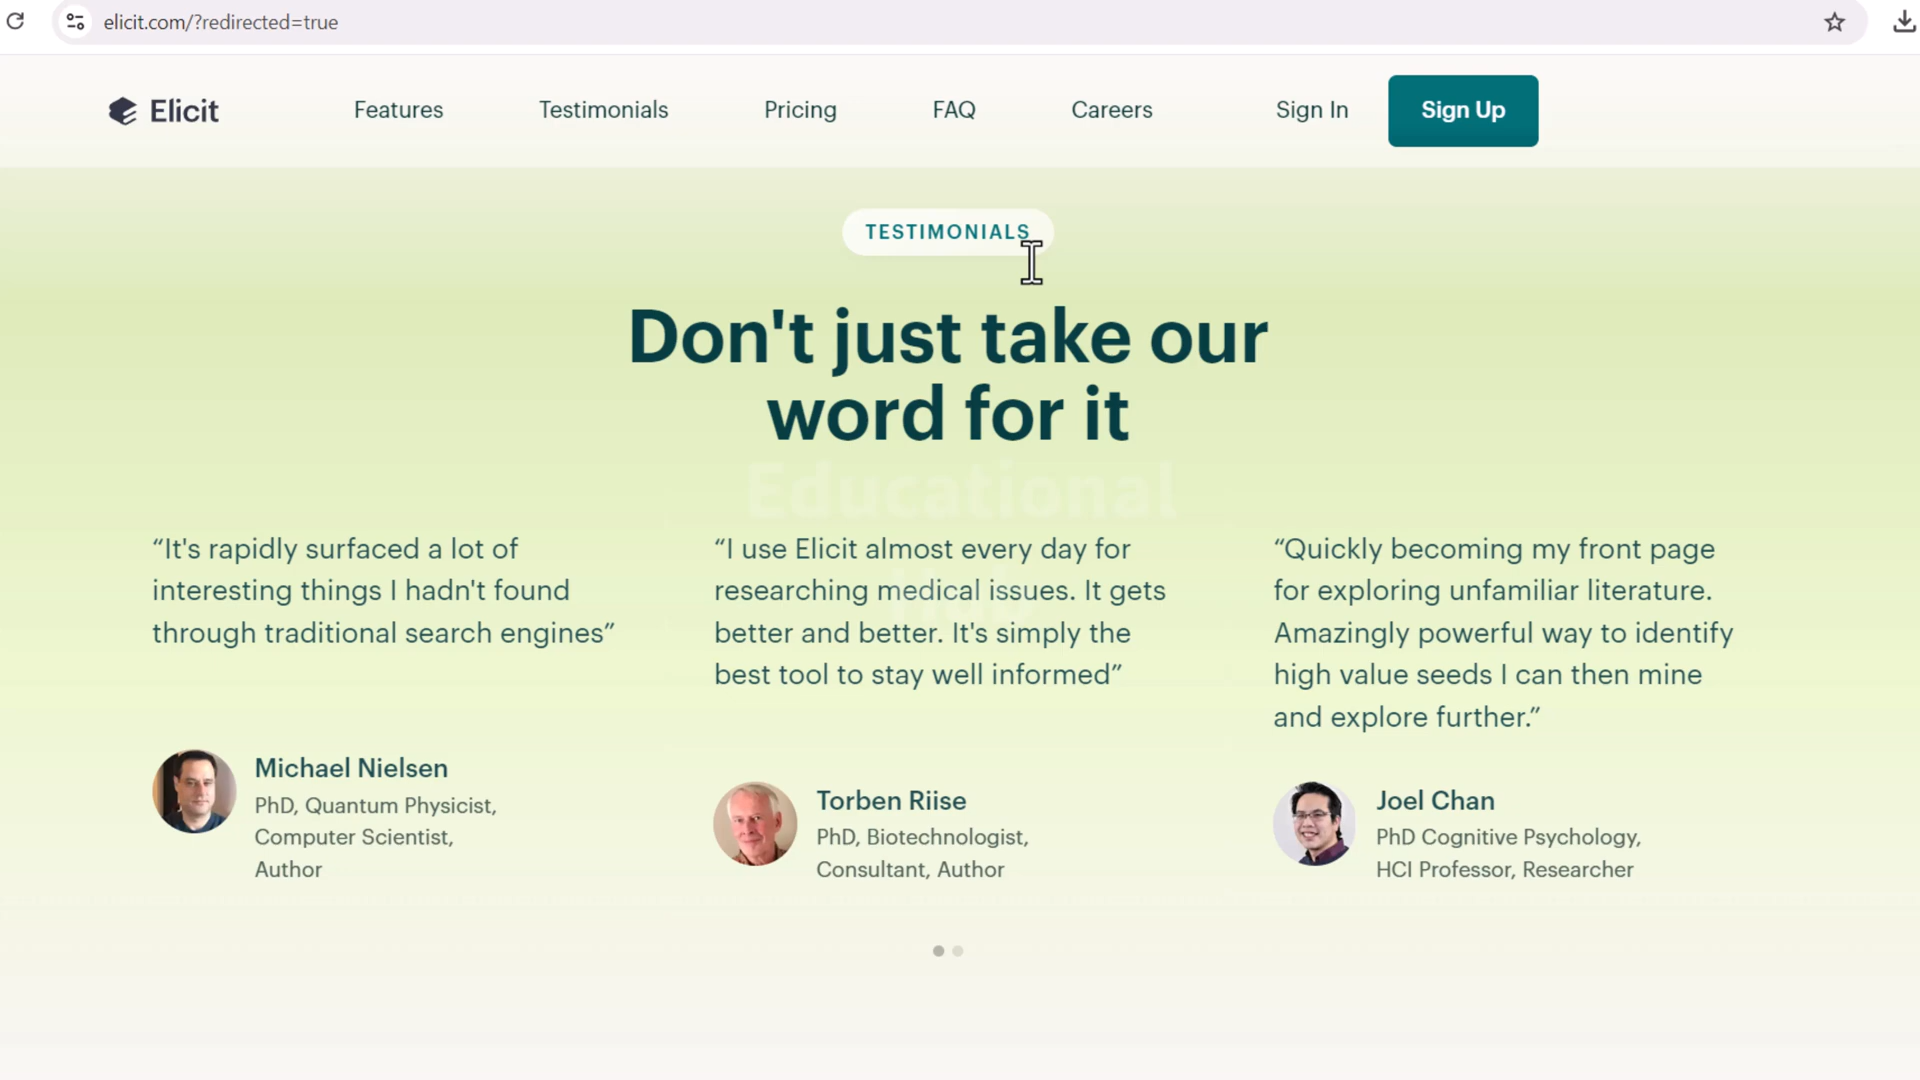 elicit.com/?redirected=true
Elicit
Features
Testimonials
Pricing
FAQ
Careers
Sign In
Sign Up
TESTIMONIALS
Don't just take our
word for it
Educational
Hub
“It's rapidly surfaced a lot of
interesting things I hadn't found
through traditional search engines”
Michael Nielsen
PhD, Quantum Physicist,
Computer Scientist,
Author
“I use Elicit almost every day for
researching medical issues. It gets
better and better. It's simply the
best tool to stay well informed”
Torben Riise
PhD, Biotechnologist,
Consultant, Author
“Quickly becoming my front page
for exploring unfamiliar literature.
Amazingly powerful way to identify
high value seeds I can then mine
and explore further.”
Joel Chan
PhD Cognitive Psychology,
HCI Professor, Researcher